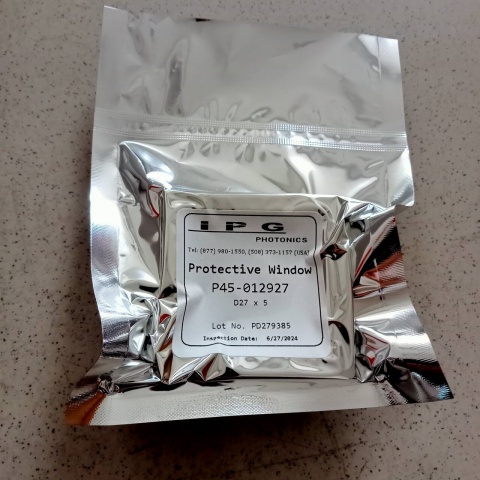 IPG
PHOTONICS
Tel: (877) 980-1550, (508) 373-1157 (USA)
Protective Window
P45-012927
D27 x 5
Lot No. PD279385
Inspection Date: 6/27/2024